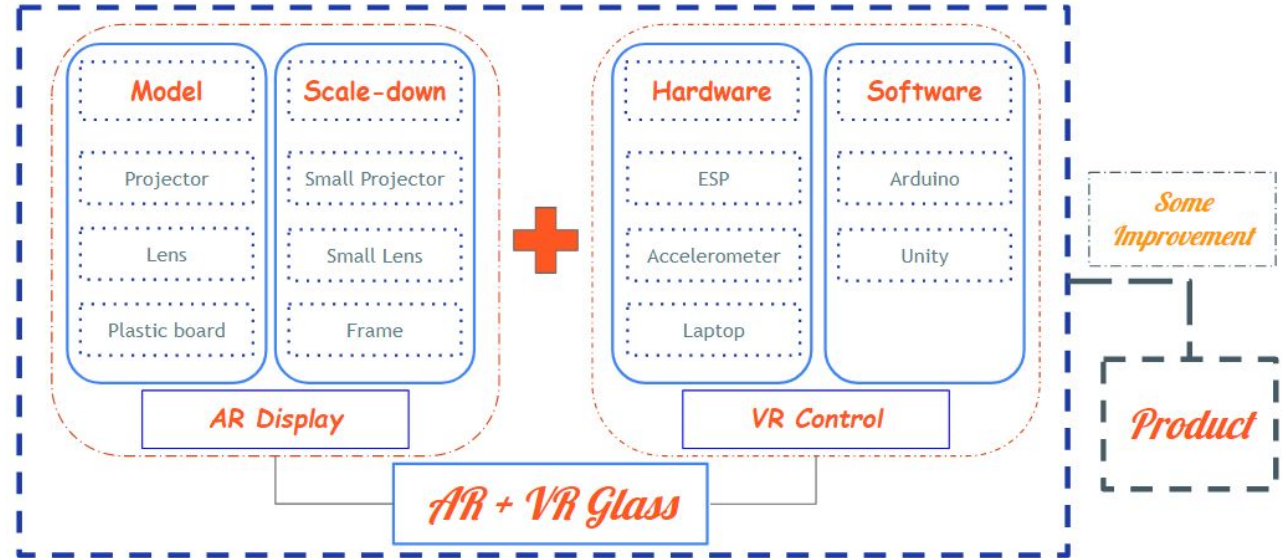 Model
Projector
Lens
Plastic board
Scale-down
Small Projector
Small Lens
Frame
AR Display
Hardware
ESP
Accelerometer
Laptop
Software
Arduino
Unity
VR Control
AR + VR Glass
Some
Improvement
Product